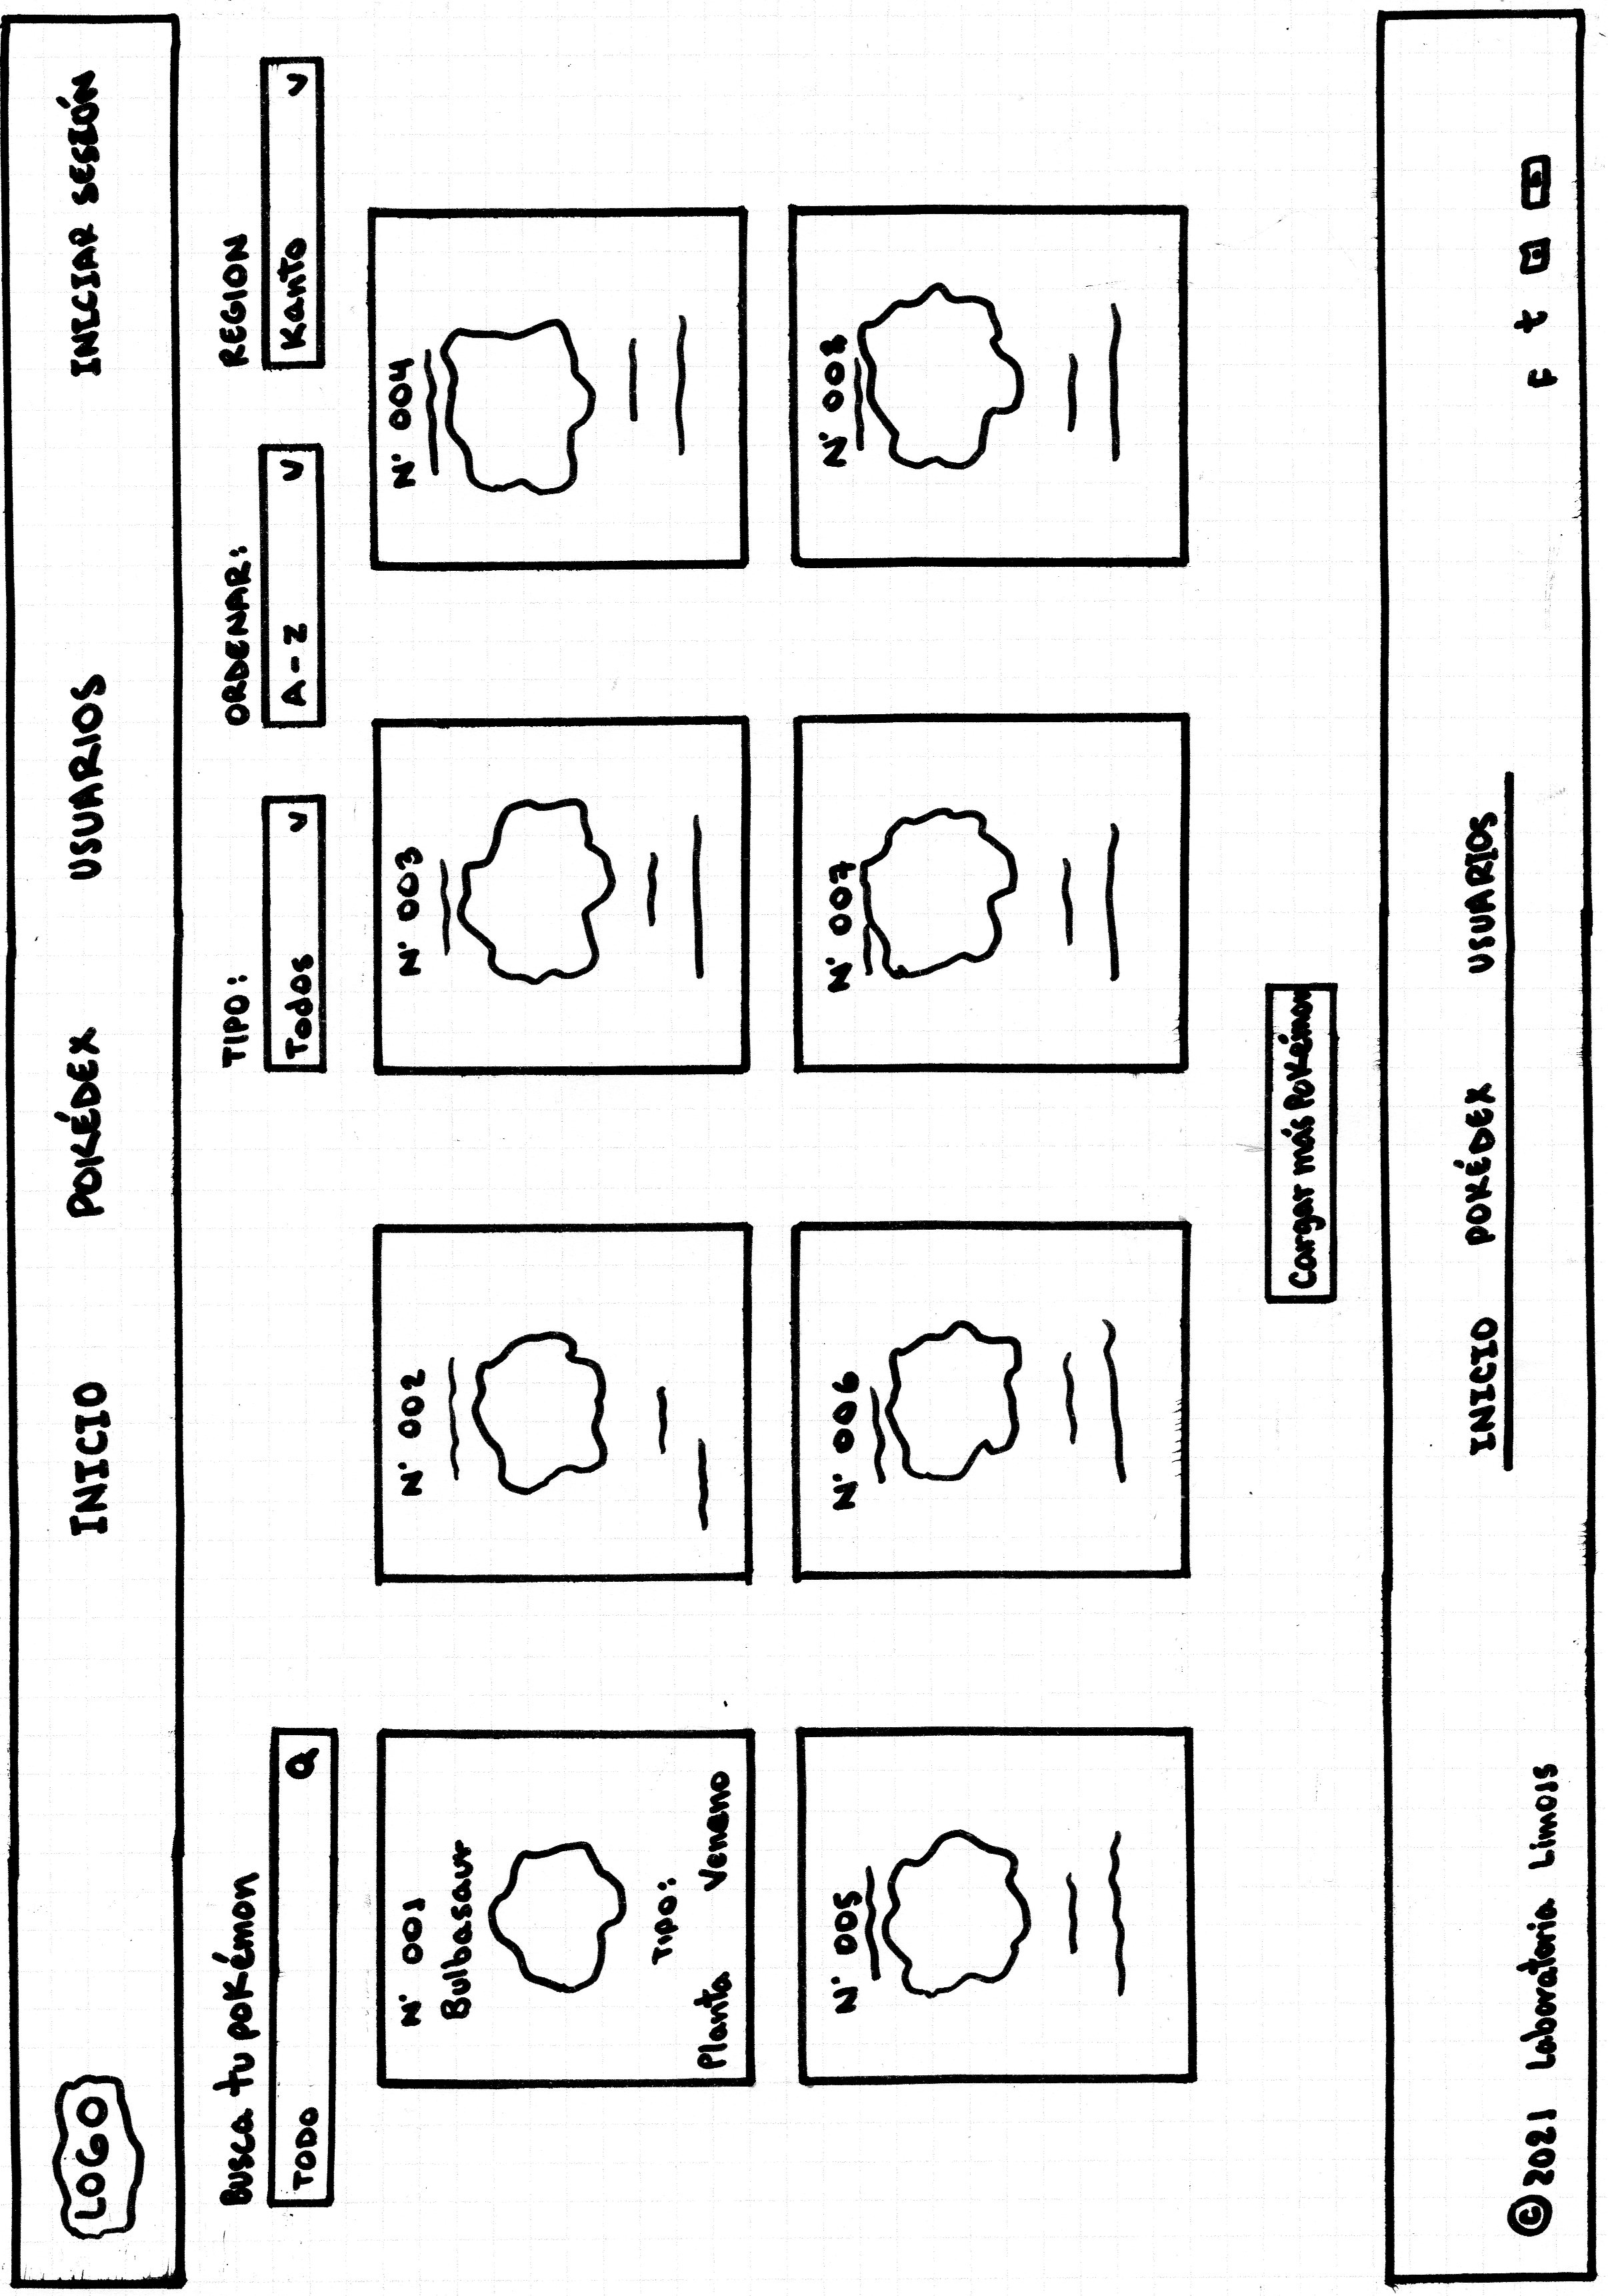 LOGO INICIO POKÉDEX USUARIOS INICIAR SESIÓN
Busca tu pokémon TIPO: ORDENAR: REGION
TODO Todos v A-Z v Kanto v
N° 001 N° 002 N° 003 N° 004
Bulbasaur
Tipo:
Planta Veneno
N° 005 N° 006 N° 007 N° 008
Cargar más Pokémon
INICIO POKÉDEX USUARIOS
© 2021 Laboratoria Lim015 F t